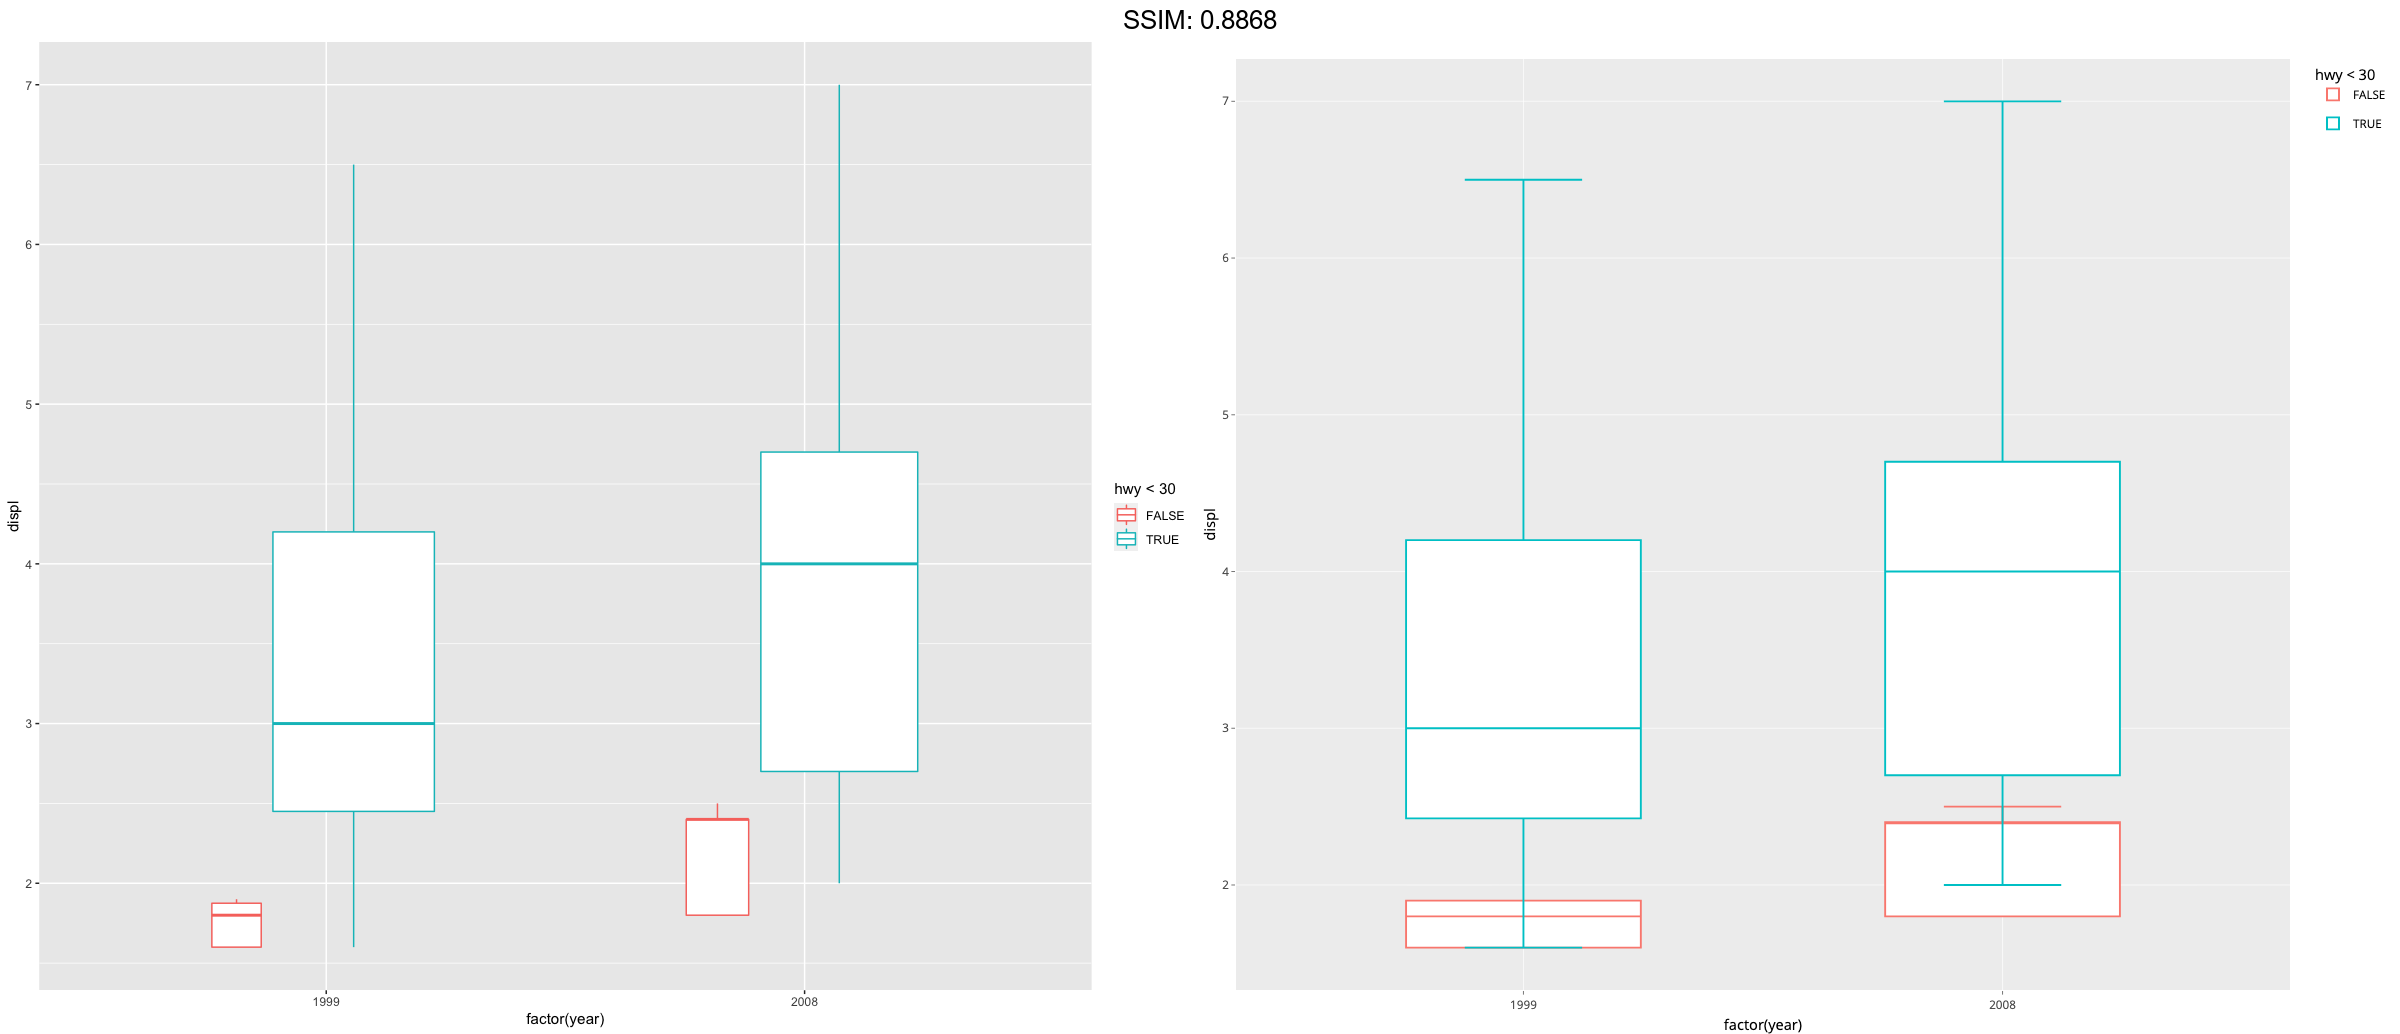 SSIM: 0.8868
7
6
5
4
3
2
displ
1999 2008
factor(year)
hwy < 30
FALSE
TRUE
7
6
5
4
3
2
displ
1999 2008
factor(year)
hwy < 30
FALSE
TRUE